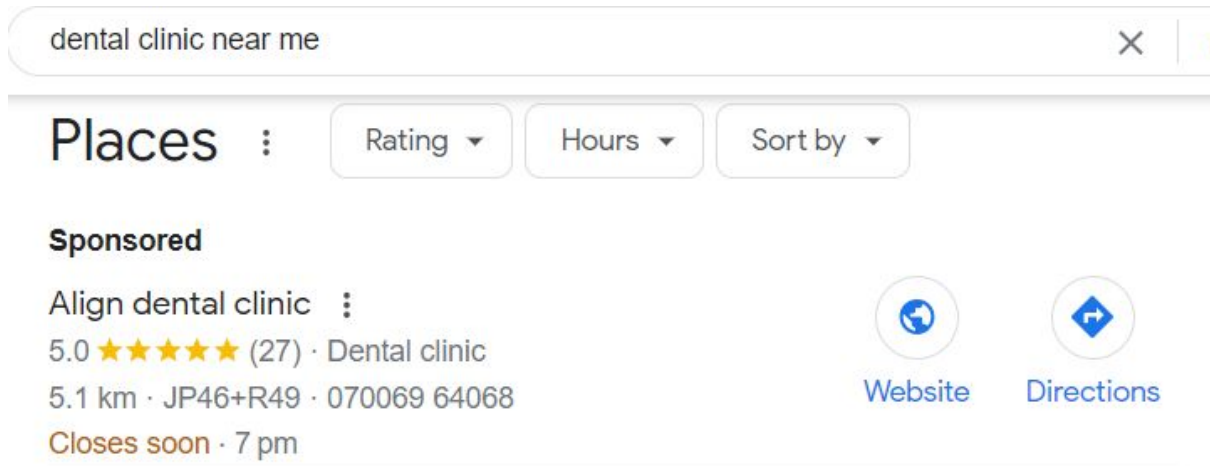 dental clinic near me
Places Rating Hours Sort by
Sponsored
Align dental clinic
5.0 ★★★★★ (27) · Dental clinic
5.1 km · JP46+R49 · 070069 64068
Website Directions
Closes soon · 7 pm